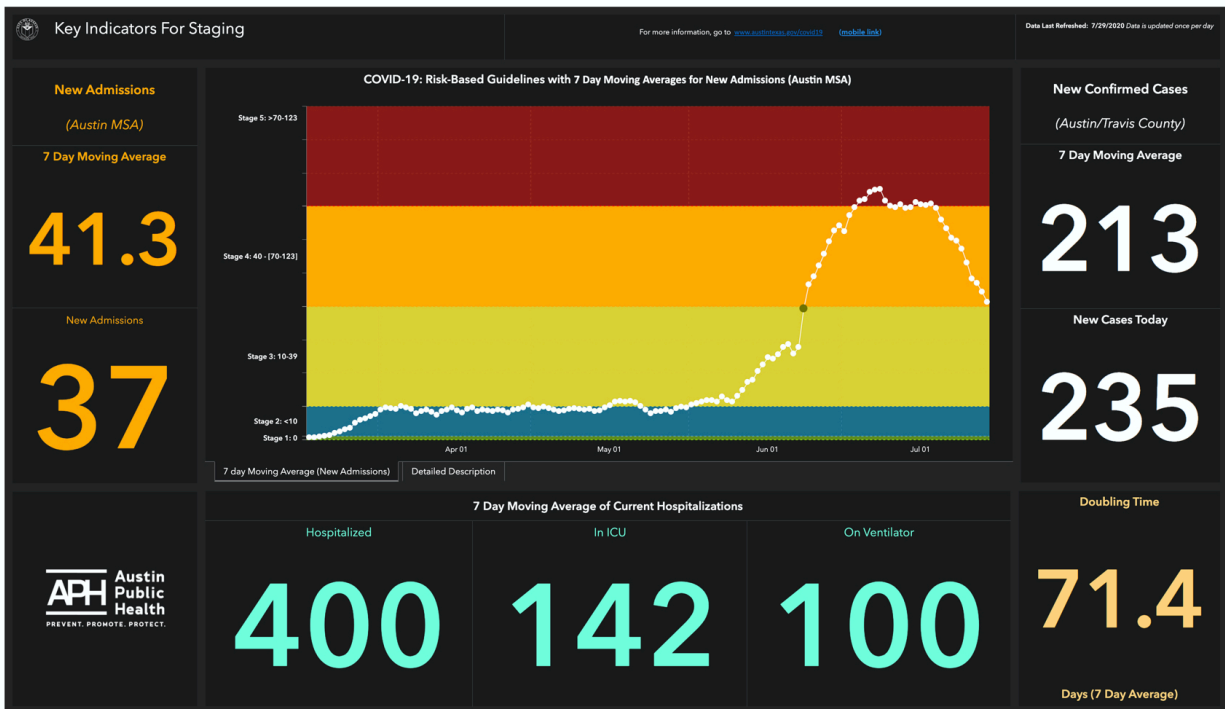 Key Indicators For Staging
For more information, go to www.austintexas.gov/covid19 (mobile link)
Data Last Refreshed: 7/29/2020 Data is updated once per day
New Admissions
(Austin MSA)
7 Day Moving Average
41.3
New Admissions
37
COVID-19: Risk-Based Guidelines with 7 Day Moving Averages for New Admissions (Austin MSA)
Stage 5: >70-123
Stage 4: 40 - [70-123]
Stage 3: 10-39
Stage 2: <10
Stage 1: 0
Apr 01
May 01
Jun 01
Jul 01
7 day Moving Average (New Admissions)
Detailed Description
New Confirmed Cases
(Austin/Travis County)
7 Day Moving Average
213
New Cases Today
235
APH
Austin
Public
Health
PREVENT. PROMOTE. PROTECT.
7 Day Moving Average of Current Hospitalizations
Hospitalized
400
In ICU
142
On Ventilator
100
Doubling Time
71.4
Days (7 Day Average)